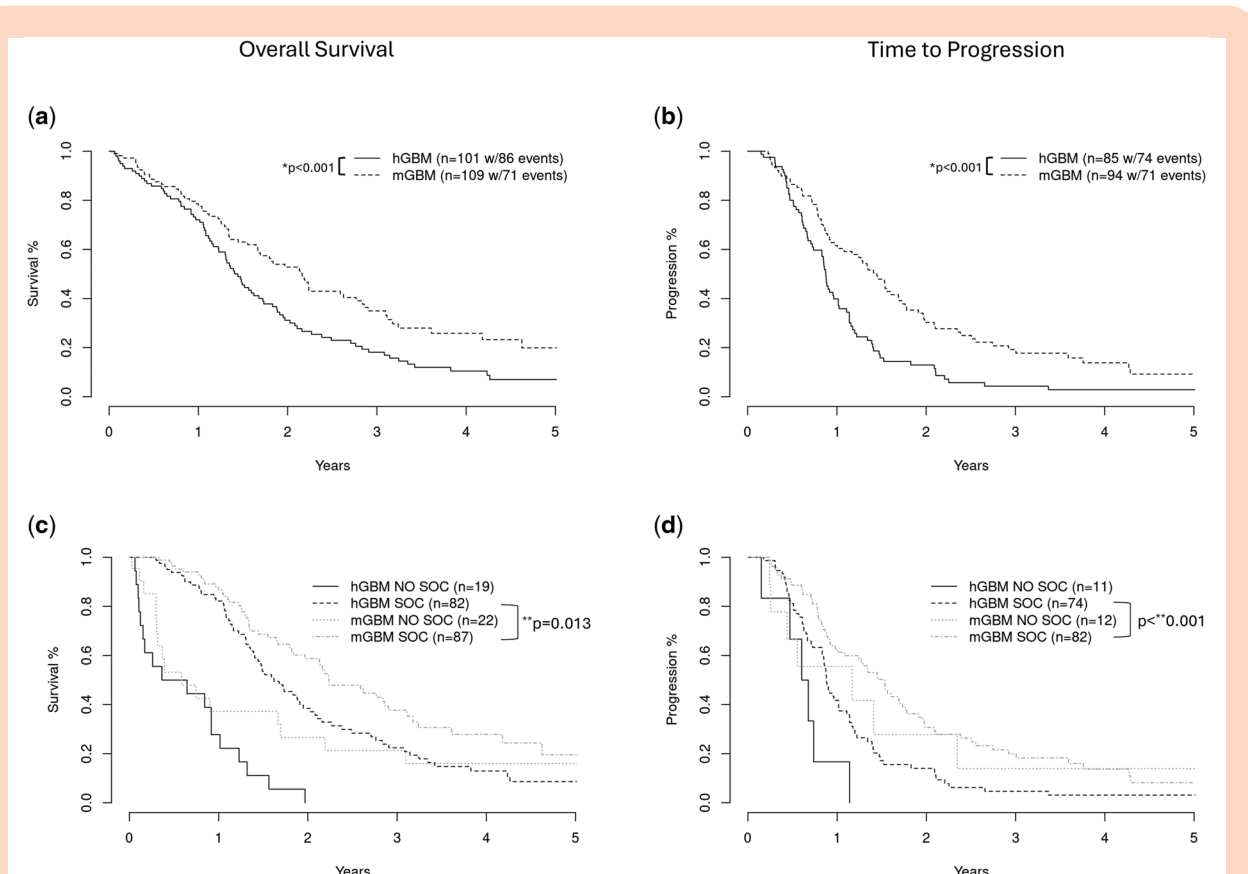 Overall Survival
Time to Progression
(a)
Survival %
1.0
0.8
0.6
0.4
0.2
0.0
*p<0.001
hGBM (n=101 w/86 events)
mGBM (n=109 w/71 events)
0 1 2 3 4 5
Years
(b)
Progression %
1.0
0.8
0.6
0.4
0.2
0.0
*p<0.001
hGBM (n=85 w/74 events)
mGBM (n=94 w/71 events)
0 1 2 3 4 5
Years
(c)
Survival %
1.0
0.8
0.6
0.4
0.2
0.0
hGBM NO SOC (n=19)
hGBM SOC (n=82)
mGBM NO SOC (n=22)
mGBM SOC (n=87)
**p=0.013
0 1 2 3 4 5
Years
(d)
Progression %
1.0
0.8
0.6
0.4
0.2
0.0
hGBM NO SOC (n=11)
hGBM SOC (n=74)
mGBM NO SOC (n=12)
mGBM SOC (n=82)
p<**0.001
0 1 2 3 4 5
Years